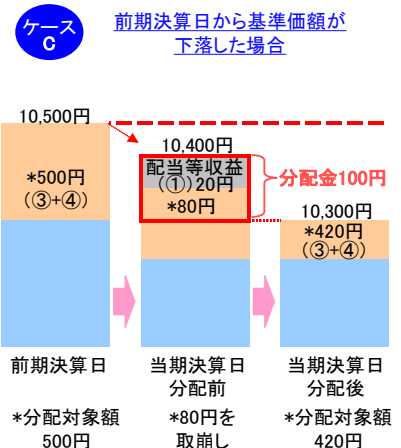 ケース
C
前期決算日から基準価額が
下落した場合
10,500円
*500円
(③+④)
10,400円
配当等収益
(①)20円
*80円
分配金100円
10,300円
*420円
(③+④)
前期決算日
当期決算日
分配前
当期決算日
分配後
*分配対象額
500円
*80円を
取崩し
*分配対象額
420円